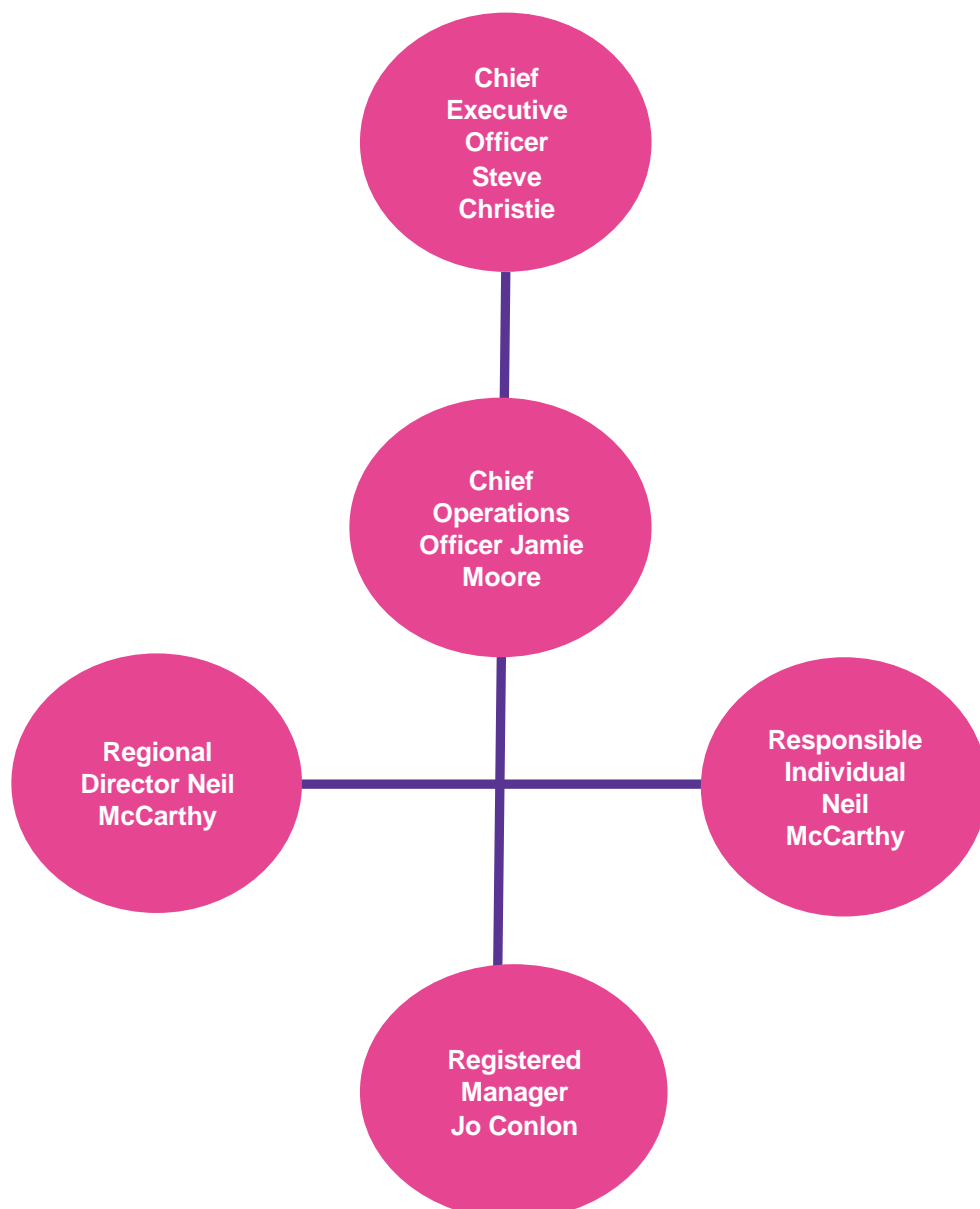 Chief
Executive
Officer
Steve
Christie
Chief
Operations
Officer Jamie
Moore
Regional
Director Neil
McCarthy
Responsible
Individual
Neil
McCarthy
Registered
Manager
Jo Conlon